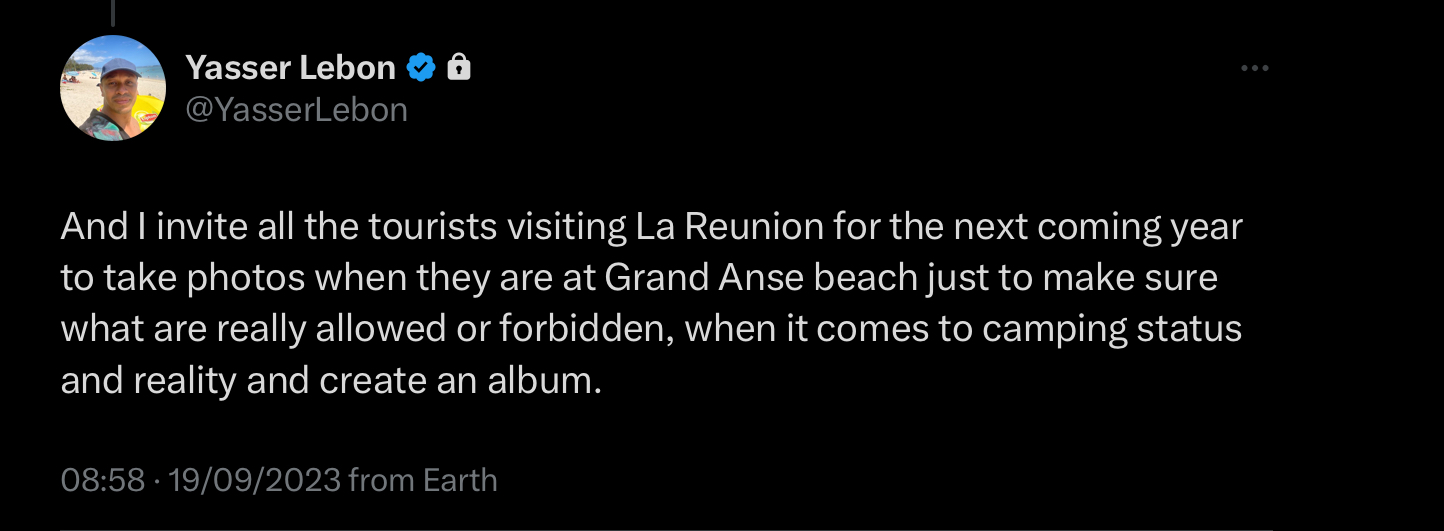 Yasser Lebon
@YasserLebon
And I invite all the tourists visiting La Reunion for the next coming year
to take photos when they are at Grand Anse beach just to make sure
what are really allowed or forbidden, when it comes to camping status
and reality and create an album.
08:58 · 19/09/2023 from Earth